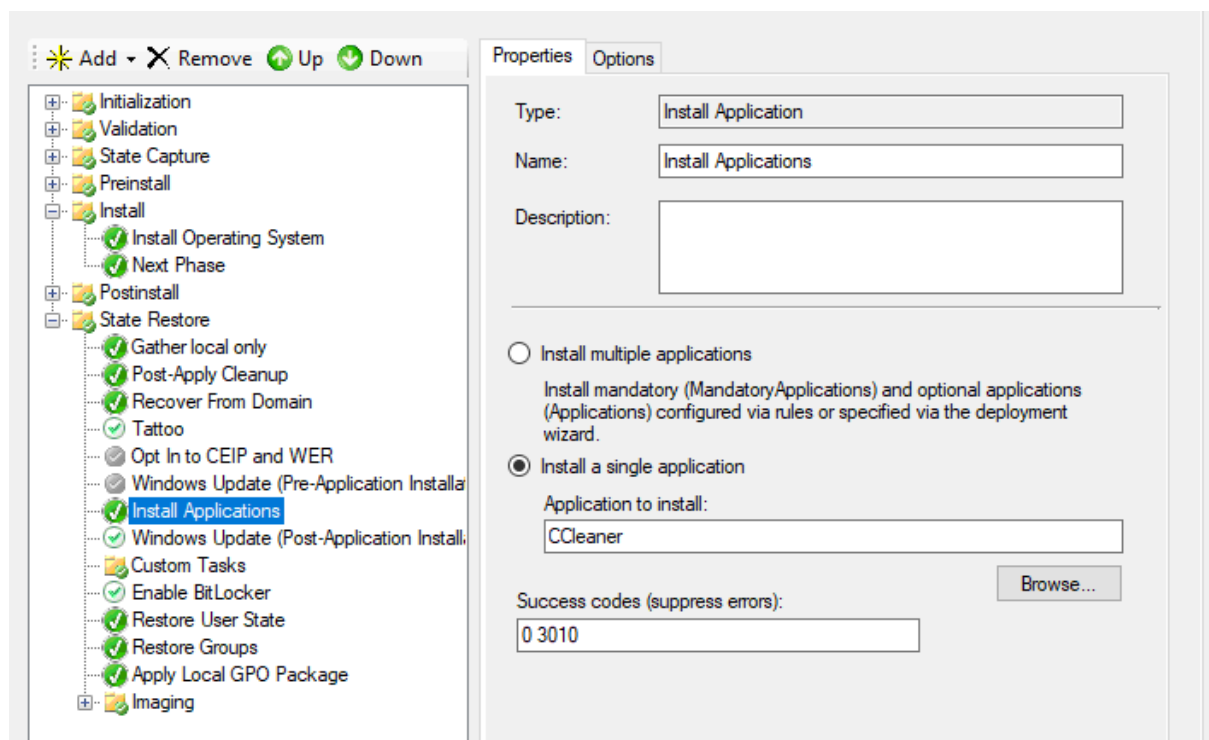 Add Remove Up Down
Initialization
Validation
State Capture
Preinstall
Install
Install Operating System
Next Phase
Postinstall
State Restore
Gather local only
Post-Apply Cleanup
Recover From Domain
Tattoo
Opt In to CEIP and WER
Windows Update (Pre-Application
Install Applications
Windows Update (Post-Application
Custom Tasks
Enable BitLocker
Restore User State
Restore Groups
Apply Local GPO Package
Imaging
Properties Options
Type: Install Application
Name: Install Applications
Description:
Install multiple applications
Install mandatory (MandatoryApplications) and optional applications
(Applications) configured via rules or specified via the deployment
wizard.
Install a single application
Application to install:
CCleaner
Browse...
Success codes (suppress errors):
0 3010